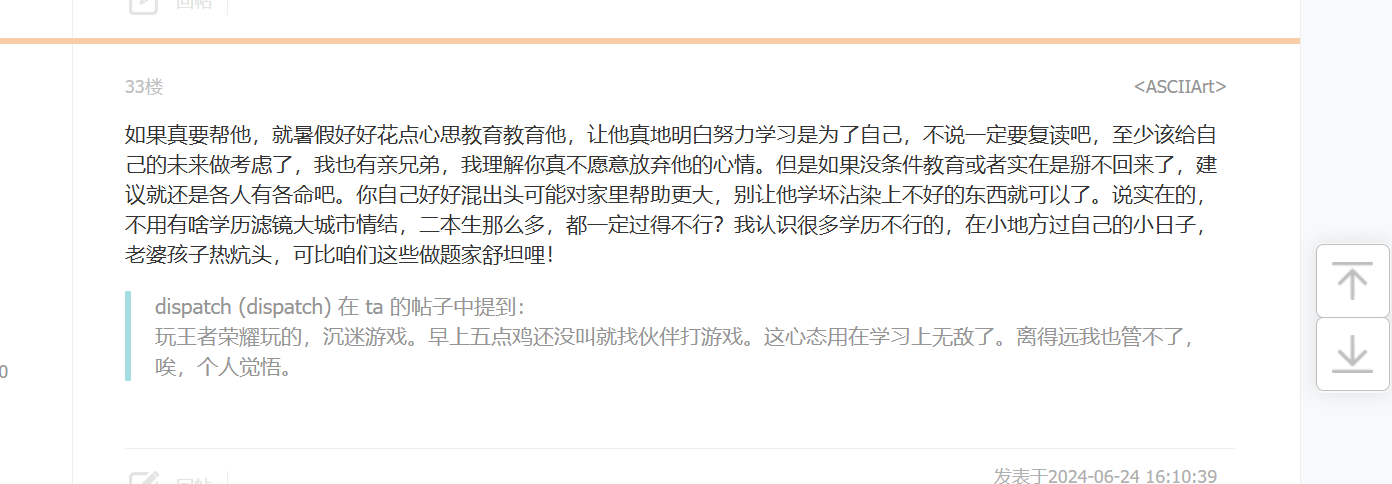 回帖
33楼 <ASCIIArt>
如果真要帮他，就暑假好好花点心思教育教育他，让他真地明白努力学习是为了自己，不说一定要复读吧，至少该给自
己的未来做考虑了，我也有亲兄弟，我理解你真不愿意放弃他的心情。但是如果没条件教育或者实在是掰不回来了，建
议就还是各人有各命吧。你自己好好混出头可能对家里帮助更大，别让他学坏沾染上不好的东西就可以了。说实在的，
不用有啥学历滤镜大城市情结，二本生那么多，都一定过得不行？我认识很多学历不行的，在小地方过自己的小日子，
老婆孩子热炕头，可比咱们这些做题家舒坦哩！
dispatch (dispatch) 在 ta 的帖子中提到：
玩王者荣耀玩的，沉迷游戏。早上五点鸡还没叫就找伙伴打游戏。这心态用在学习上无敌了。离得远我也管不了，
唉，个人觉悟。
0
回帖
发表于2024-06-24 16:10:39